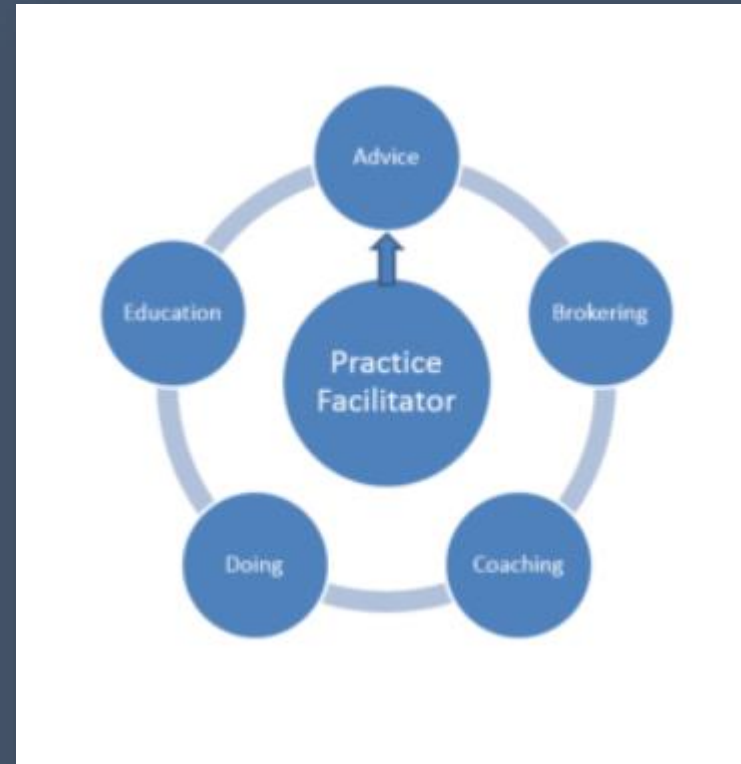 Advice
Brokering
Coaching
Doing
Education
Practice
Facilitator